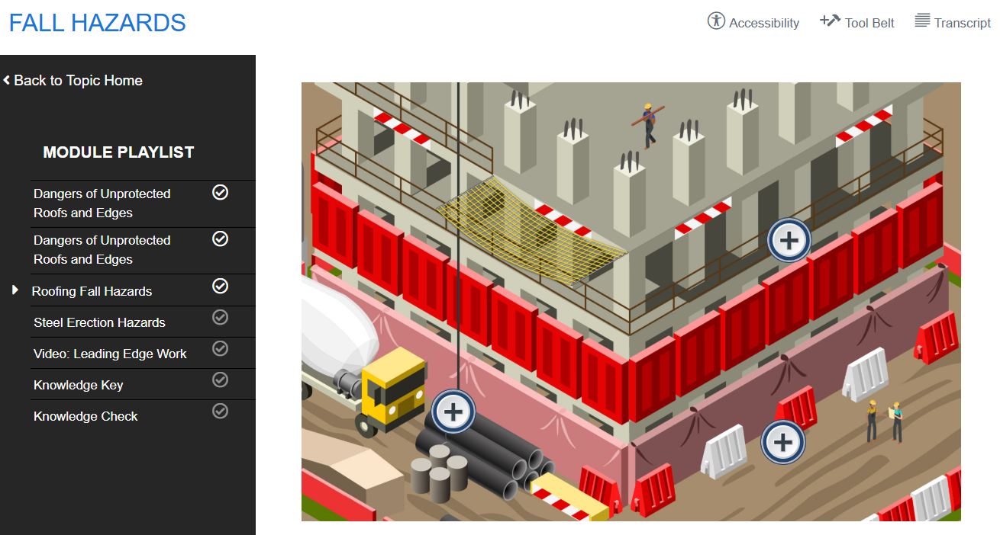 FALL HAZARDS
Accessibility
Tool Belt
Transcript
Back to Topic Home
MODULE PLAYLIST
Dangers of Unprotected
Roofs and Edges
Dangers of Unprotected
Roofs and Edges
Roofing Fall Hazards
Steel Erection Hazards
Video: Leading Edge Work
Knowledge Key
Knowledge Check